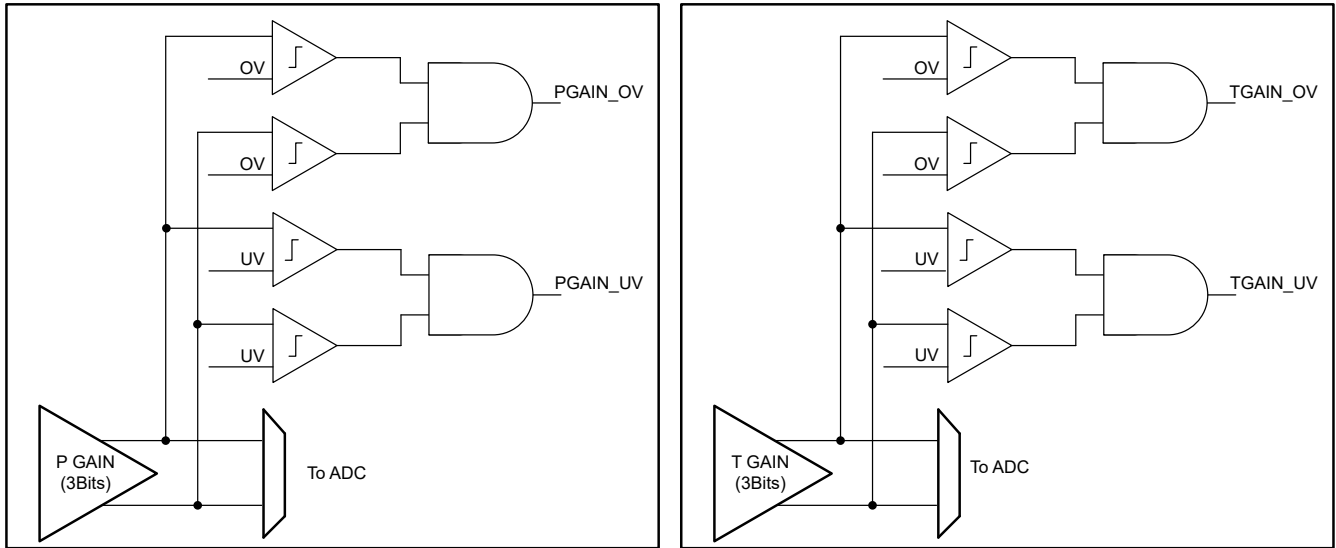 OV
PGAIN_OV
OV
UV
PGAIN_UV
UV
P GAIN
(3Bits)
To ADC
OV
TGAIN_OV
OV
UV
TGAIN_UV
UV
T GAIN
(3Bits)
To ADC